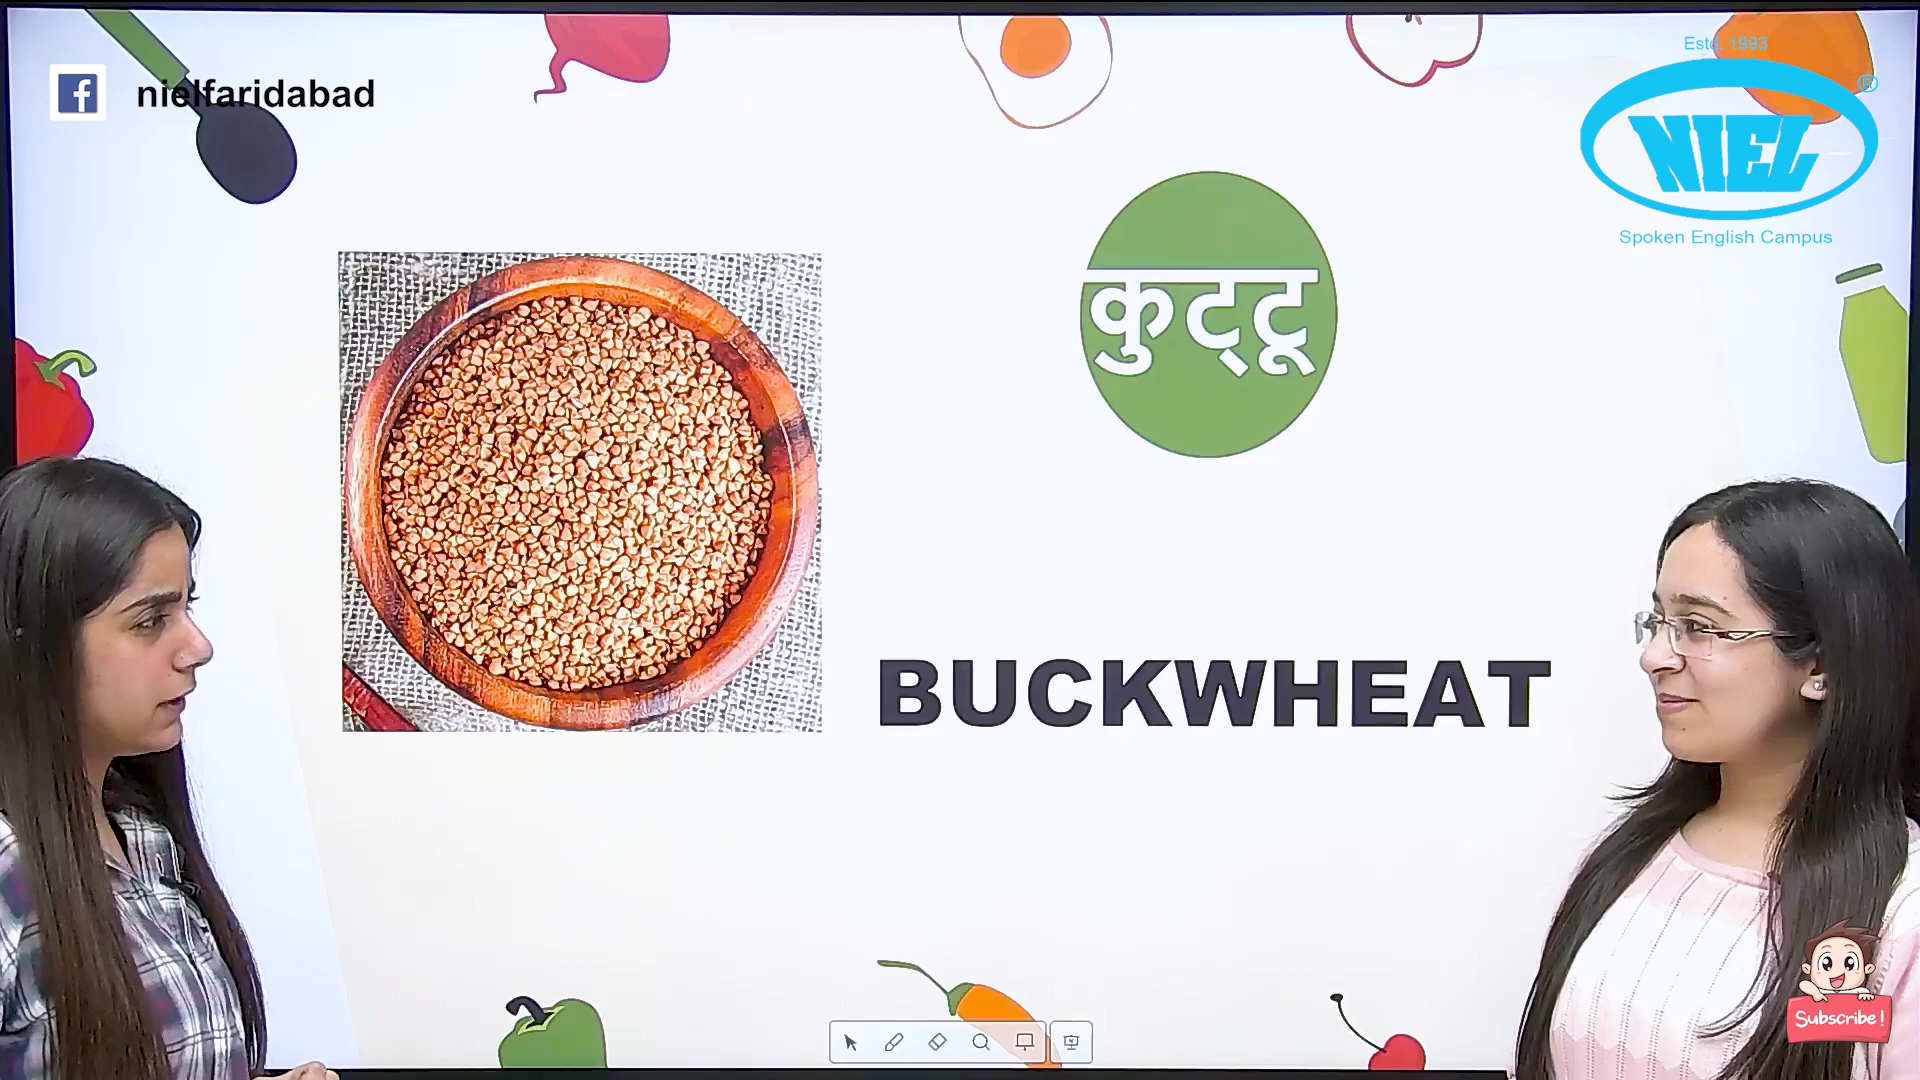 Estd. 1993
nielfaridabad
®
NIEL
Spoken English Campus
कुट्टू
BUCKWHEAT
Subscribe!